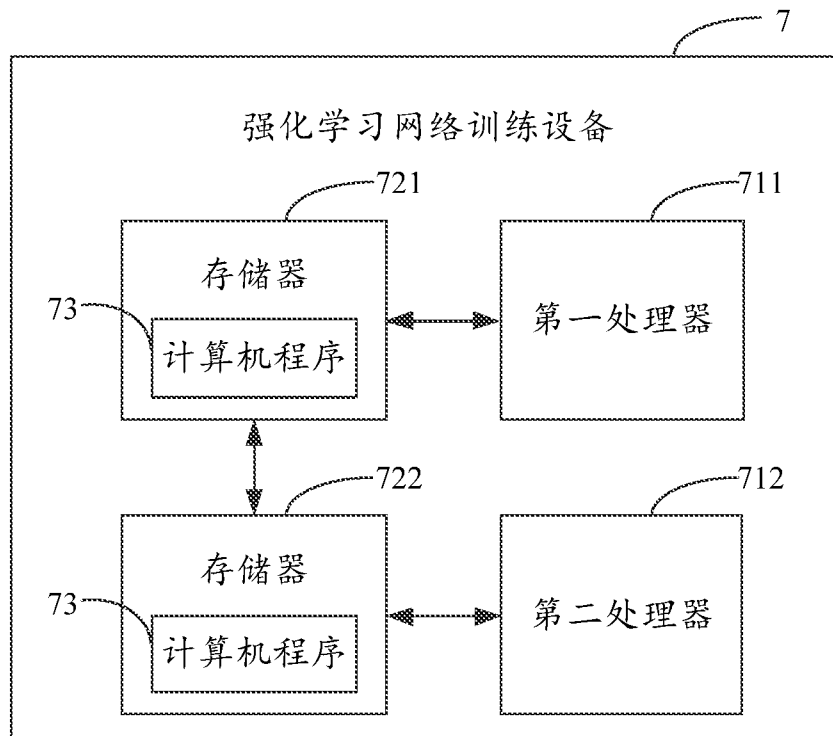 7
强化学习网络训练设备
721
711
存储器
73
计算机程序
第一处理器
722
712
存储器
73
计算机程序
第二处理器